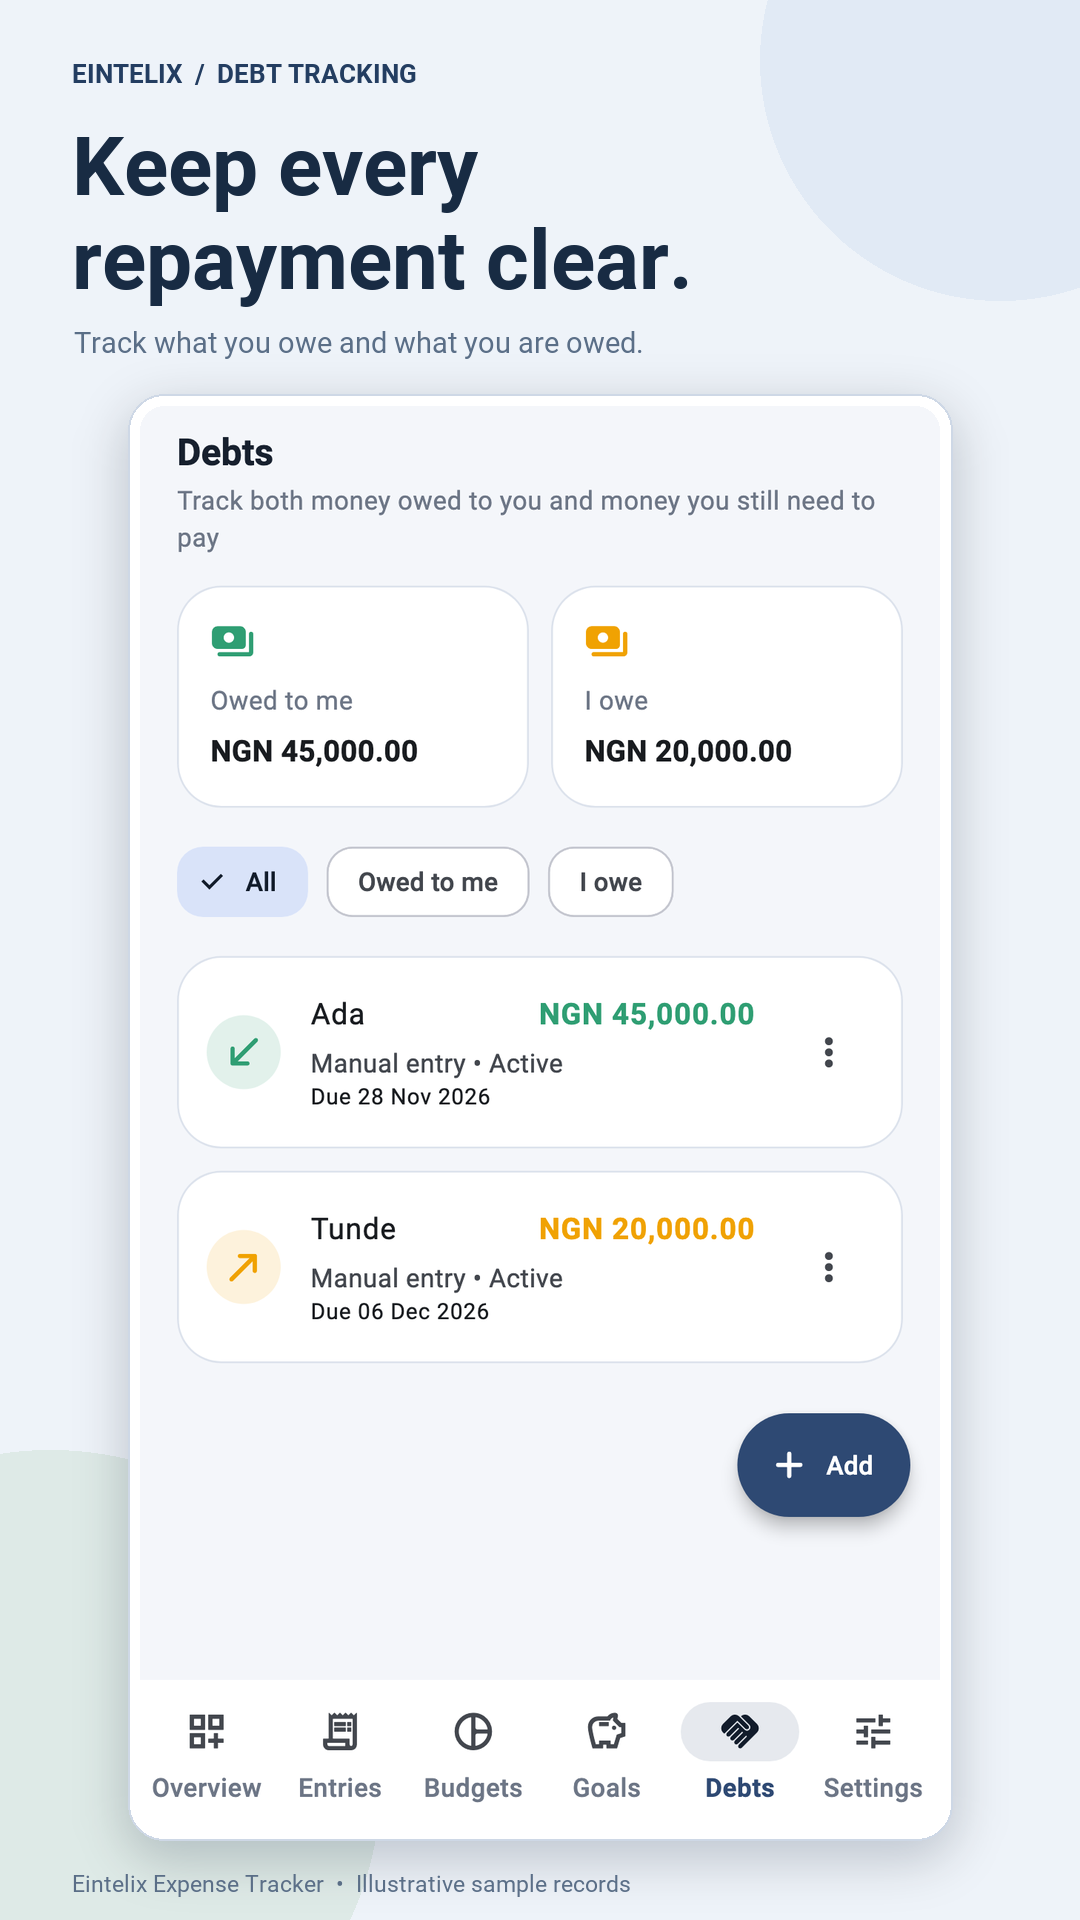 EINTELIX / DEBT TRACKING
Keep every
repayment clear.
Track what you owe and what you are owed.
Debts
Track both money owed to you and money you still need to
pay
Owed to me
NGN 45,000.00
I owe
NGN 20,000.00
All
Owed to me
I owe
Ada
NGN 45,000.00
Manual entry • Active
Due 28 Nov 2026
Tunde
NGN 20,000.00
Manual entry • Active
Due 06 Dec 2026
Add
Overview
Entries
Budgets
Goals
Debts
Settings
Eintelix Expense Tracker • Illustrative sample records